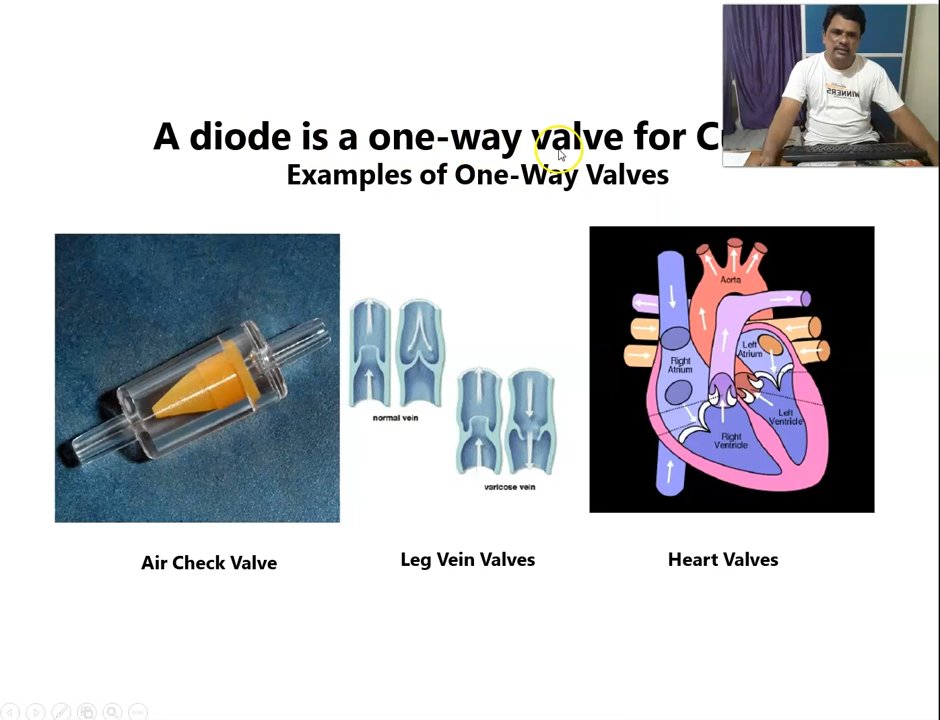 A diode is a one-way valve for
Examples of One-Way Valves
WINNERS
Aorta
Left
Atrium
Right
Atrium
Left
Ventricle
Right
Ventricle
normal vein
varicose vein
Air Check Valve
Leg Vein Valves
Heart Valves